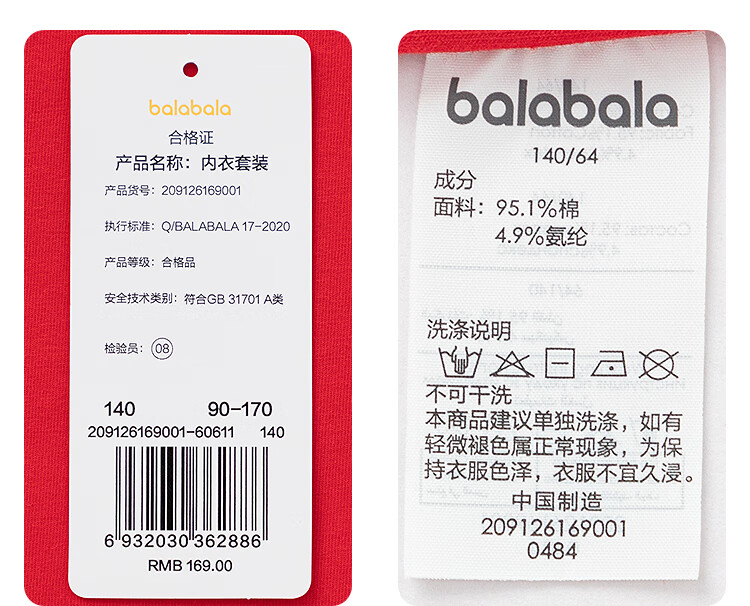 balabala
合格证
产品名称：内衣套装
产品货号：209126169001
执行标准：Q/BALABALA 17-2020
产品等级：合格品
安全技术类别：符合GB 31701 A类
检验员：08
140 90-170
209126169001-60611 140
6 932030 362886
RMB 169.00
balabala
140/64
成分
面料：95.1%棉
4.9%氨纶
洗涤说明
不可干洗
本商品建议单独洗涤，如有
轻微褪色属正常现象，为保
持衣服色泽，衣服不宜久浸。
中国制造
209126169001
0484